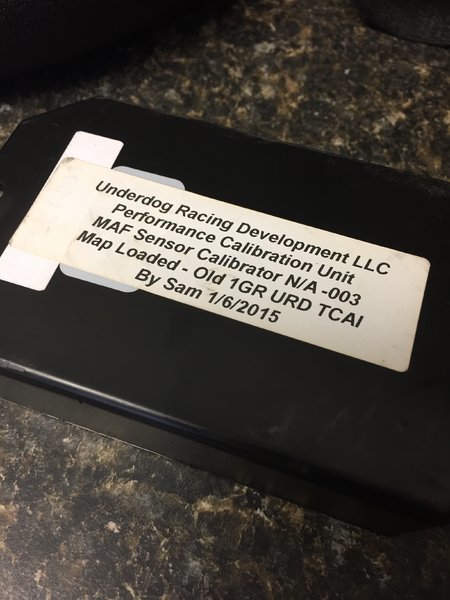 Underdog Racing Development LLC
Performance Calibration Unit
MAF Sensor Calibrator N/A -003
Map Loaded - Old 1GR URD TCAI
By Sam 1/6/2015